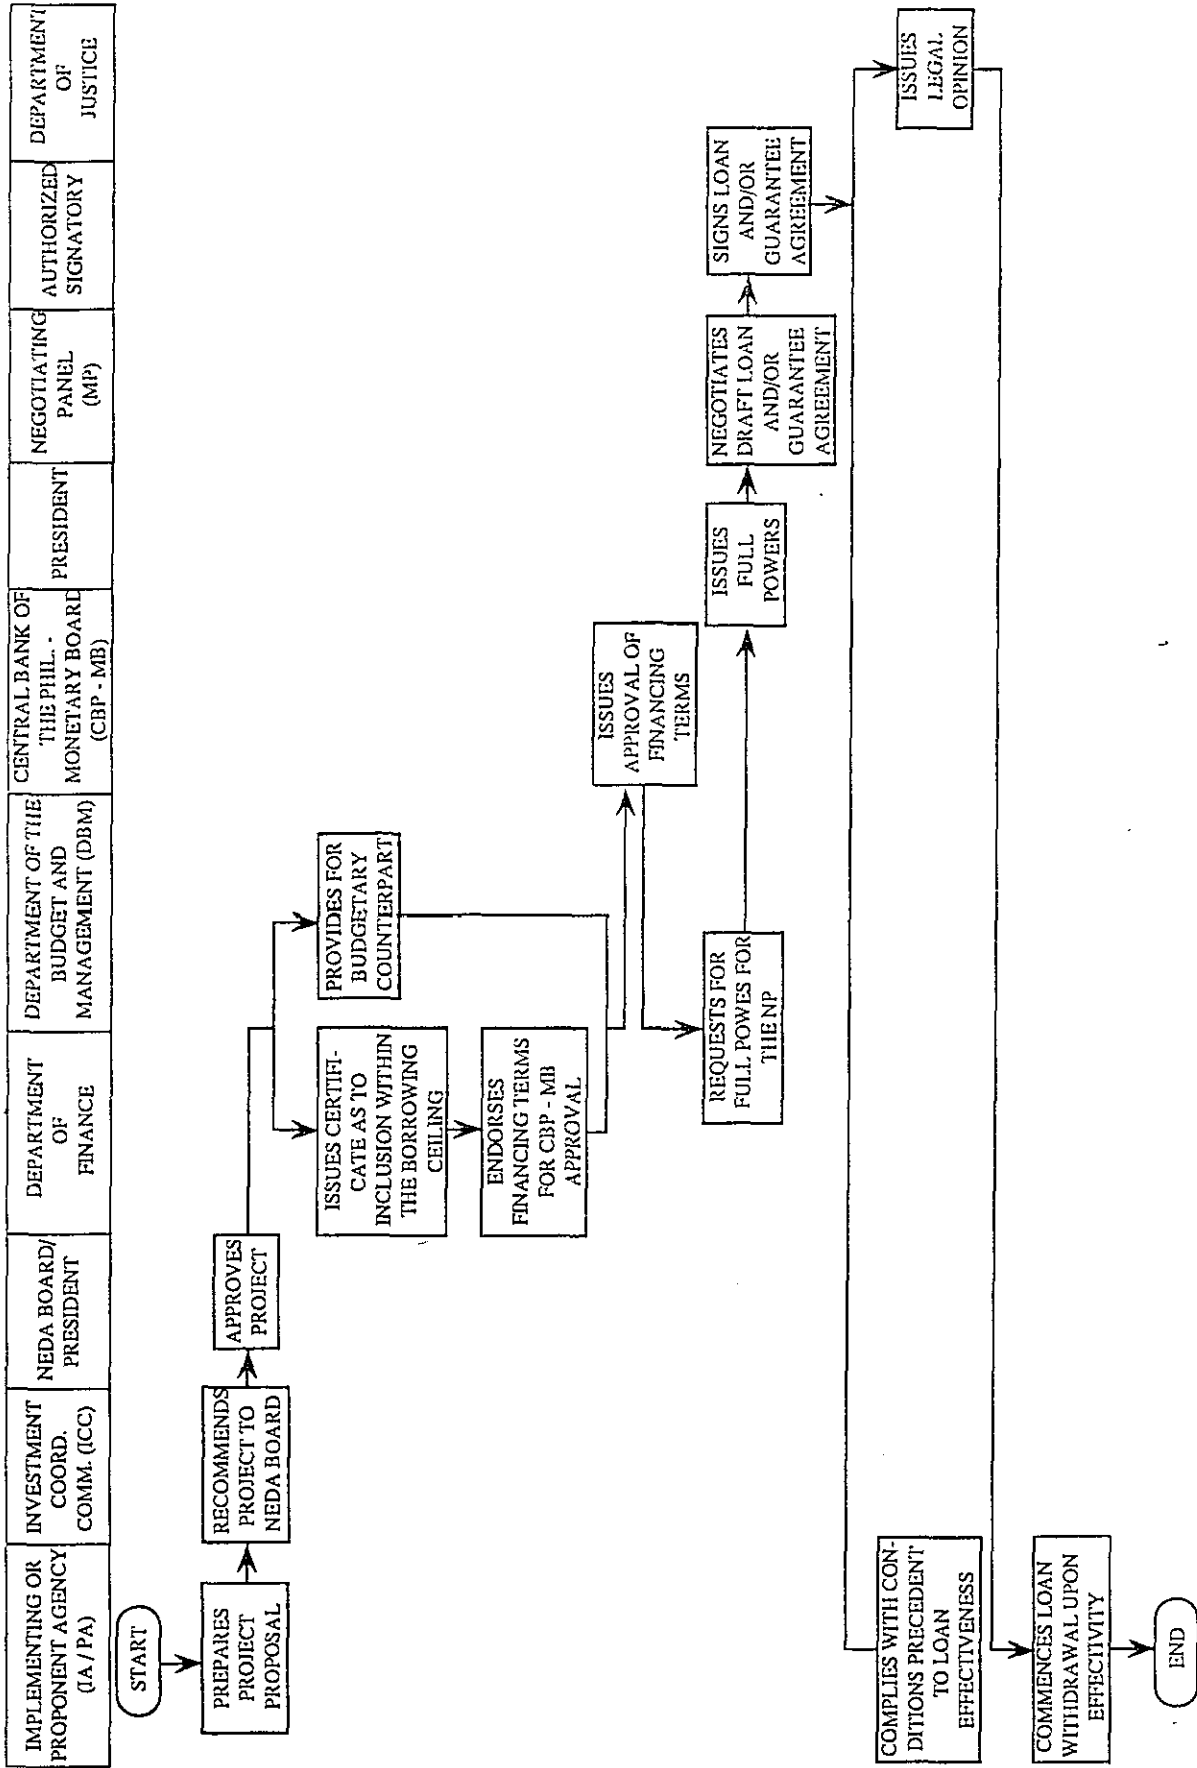 IMPLEMENTING OR
PROPONENT AGENCY
(IA / PA)
INVESTMENT
COORD.
COMM. (ICC)
NEDA BOARD/
PRESIDENT
DEPARTMENT
OF
FINANCE
DEPARTMENT OF THE
BUDGET AND
MANAGEMENT (DBM)
CENTRAL BANK OF
THE PHIL. -
MONETARY BOARD
(CBP - MB)
PRESIDENT
NEGOTIATING
PANEL
(MP)
AUTHORIZED
SIGNATORY
DEPARTMENT
OF
JUSTICE
START
PREPARES
PROJECT
PROPOSAL
RECOMMENDS
PROJECT TO
NEDA BOARD
APPROVES
PROJECT
ISSUES CERTIFI-
CATE AS TO
INCLUSION WITHIN
THE BORROWING
CEILING
PROVIDES FOR
BUDGETARY
COUNTERPART
ENDORSES
FINANCING TERMS
FOR CBP - MB
APPROVAL
ISSUES
APPROVAL OF
FINANCING
TERMS
REQUESTS FOR
FULL POWES FOR
THE NP
ISSUES
FULL
POWERS
NEGOTIATES
DRAFT LOAN
AND/OR
GUARANTEE
AGREEMENT
SIGNS LOAN
AND/OR
GUARANTEE
AGREEMENT
COMPLIES WITH CON-
DITIONS PRECEDENT
TO LOAN
EFFECTIVENESS
ISSUES
LEGAL
OPINION
COMMENCES LOAN
WITHDRAWAL UPON
EFFECTIVITY
END